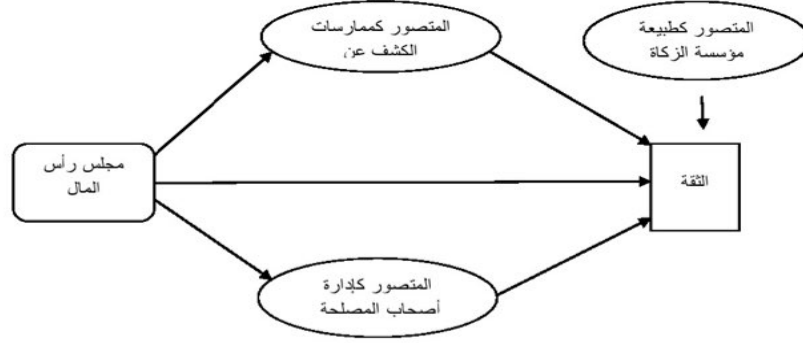 المتصور كممارسات
الكشف عن
المتصور كطبيعة
مؤسسة الزكاة
مجلس رأس
المال
الثقة
المتصور كإدارة
أصحاب المصلحة